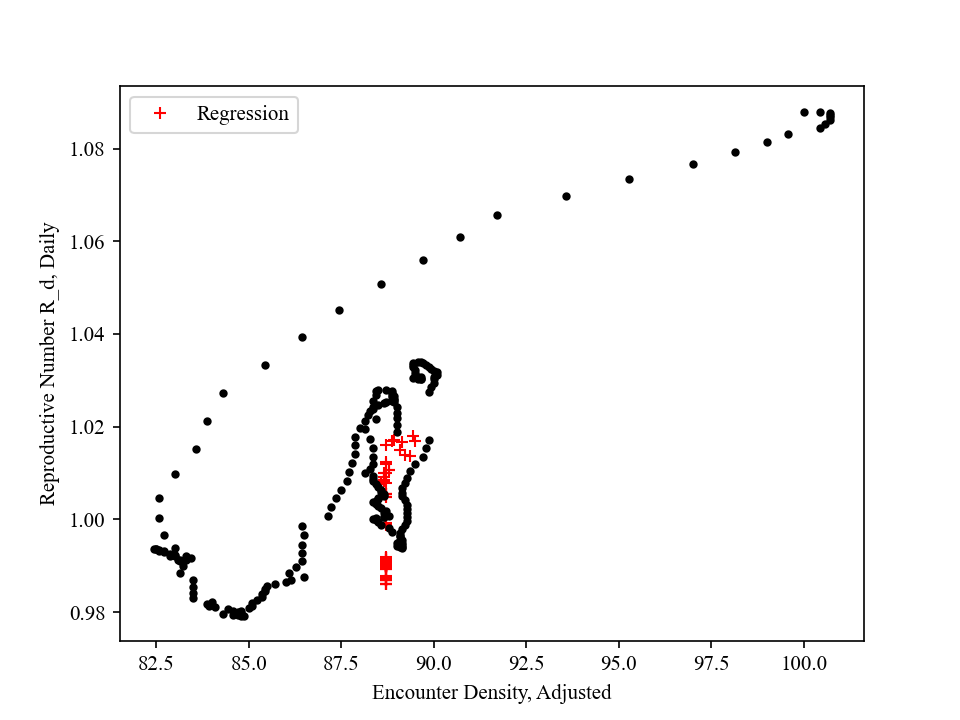 Regression
1.08
1.06
1.04
1.02
1.00
0.98
Reproductive Number R_d, Daily
82.5 85.0 87.5 90.0 92.5 95.0 97.5 100.0
Encounter Density, Adjusted